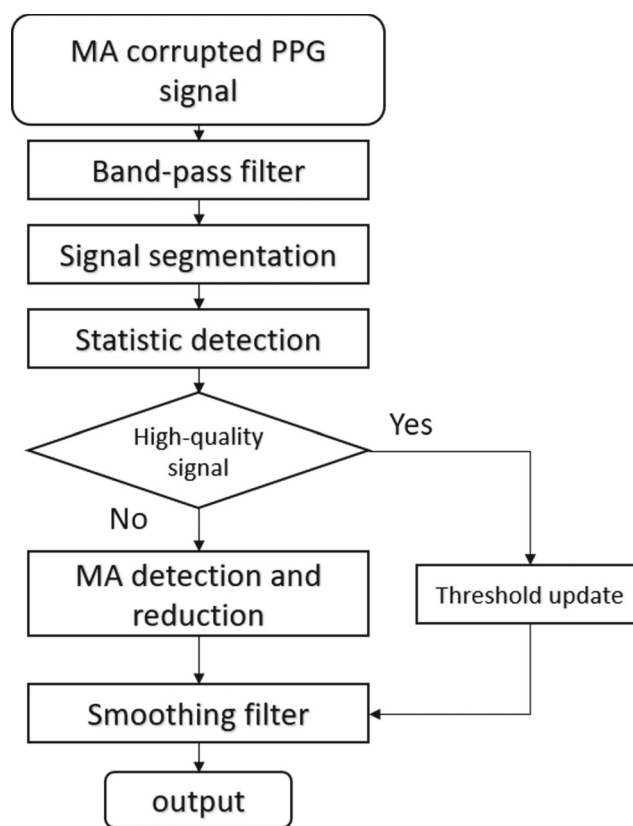 MA corrupted PPG
signal
Band-pass filter
Signal segmentation
Statistic detection
High-quality
signal
Yes
No
MA detection and
reduction
Threshold update
Smoothing filter
output